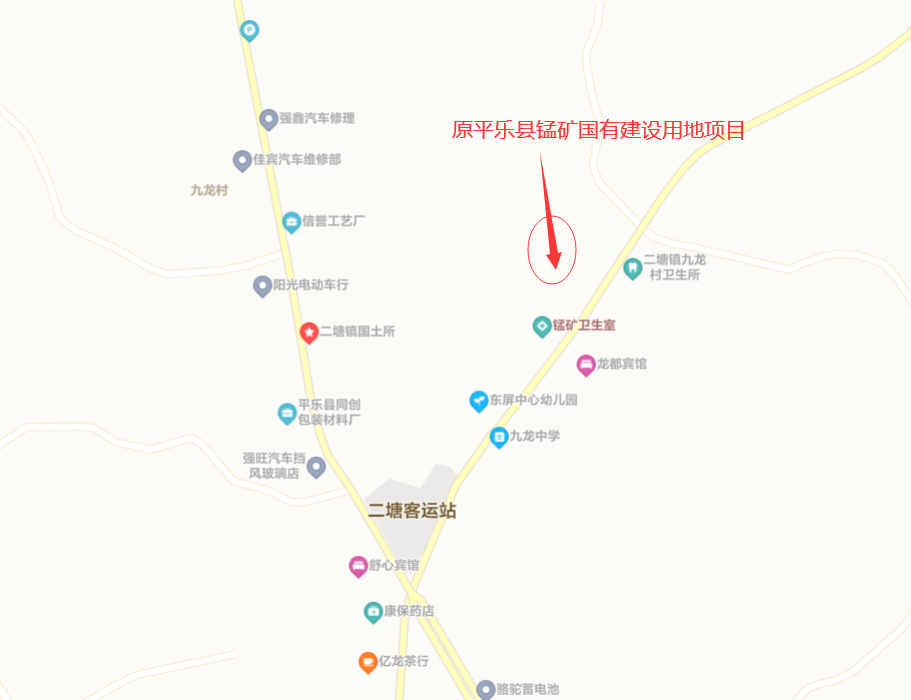 强鑫汽车修理
原平乐县锰矿国有建设用地项目
佳宾汽车维修部
九龙村
信誉工艺厂
二塘镇九龙
村卫生所
阳光电动车行
二塘镇国土所
锰矿卫生室
龙都宾馆
东屏中心幼儿园
平乐县同创
包装材料厂
九龙中学
强旺汽车挡
风玻璃店
二塘客运站
舒心宾馆
康保药店
亿龙茶行
骆驼蓄电池